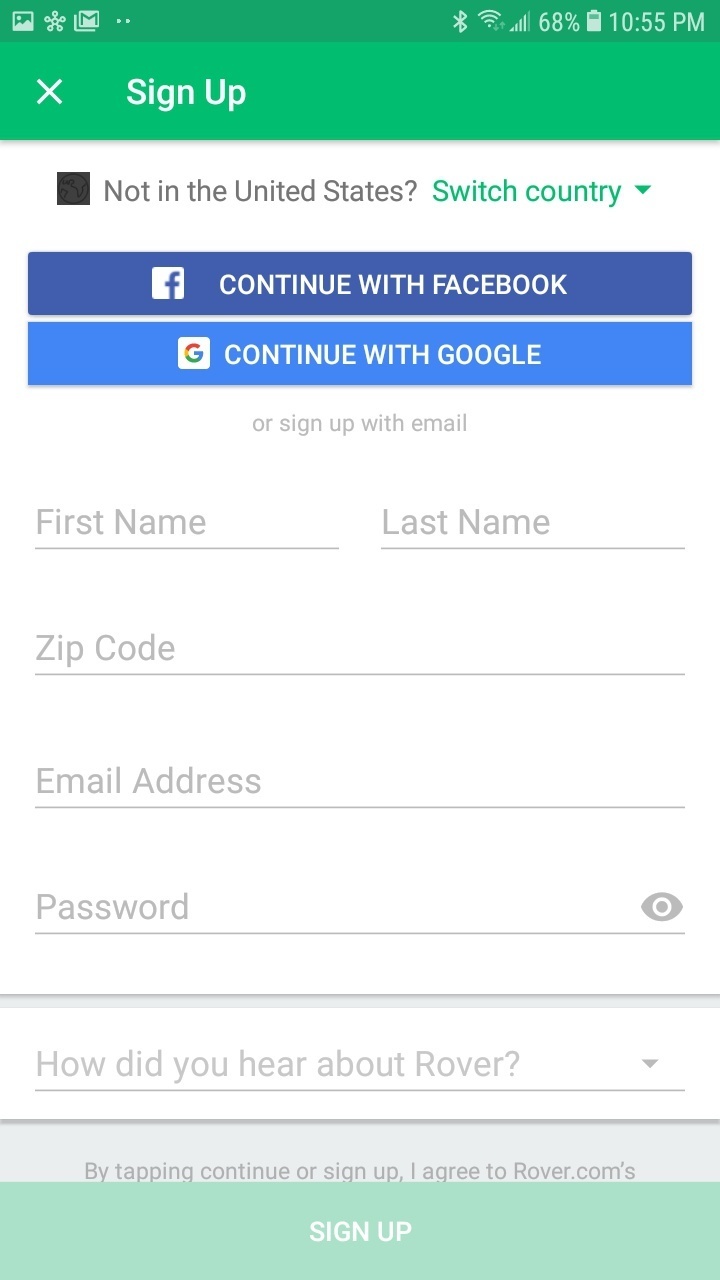 68% 10:55 PM
Sign Up
Not in the United States? Switch country
CONTINUE WITH FACEBOOK
G CONTINUE WITH GOOGLE
or sign up with email
First Name Last Name
Zip Code
Email Address
Password
How did you hear about Rover?
By tapping continue or sign up, I agree to Rover.com’s
SIGN UP